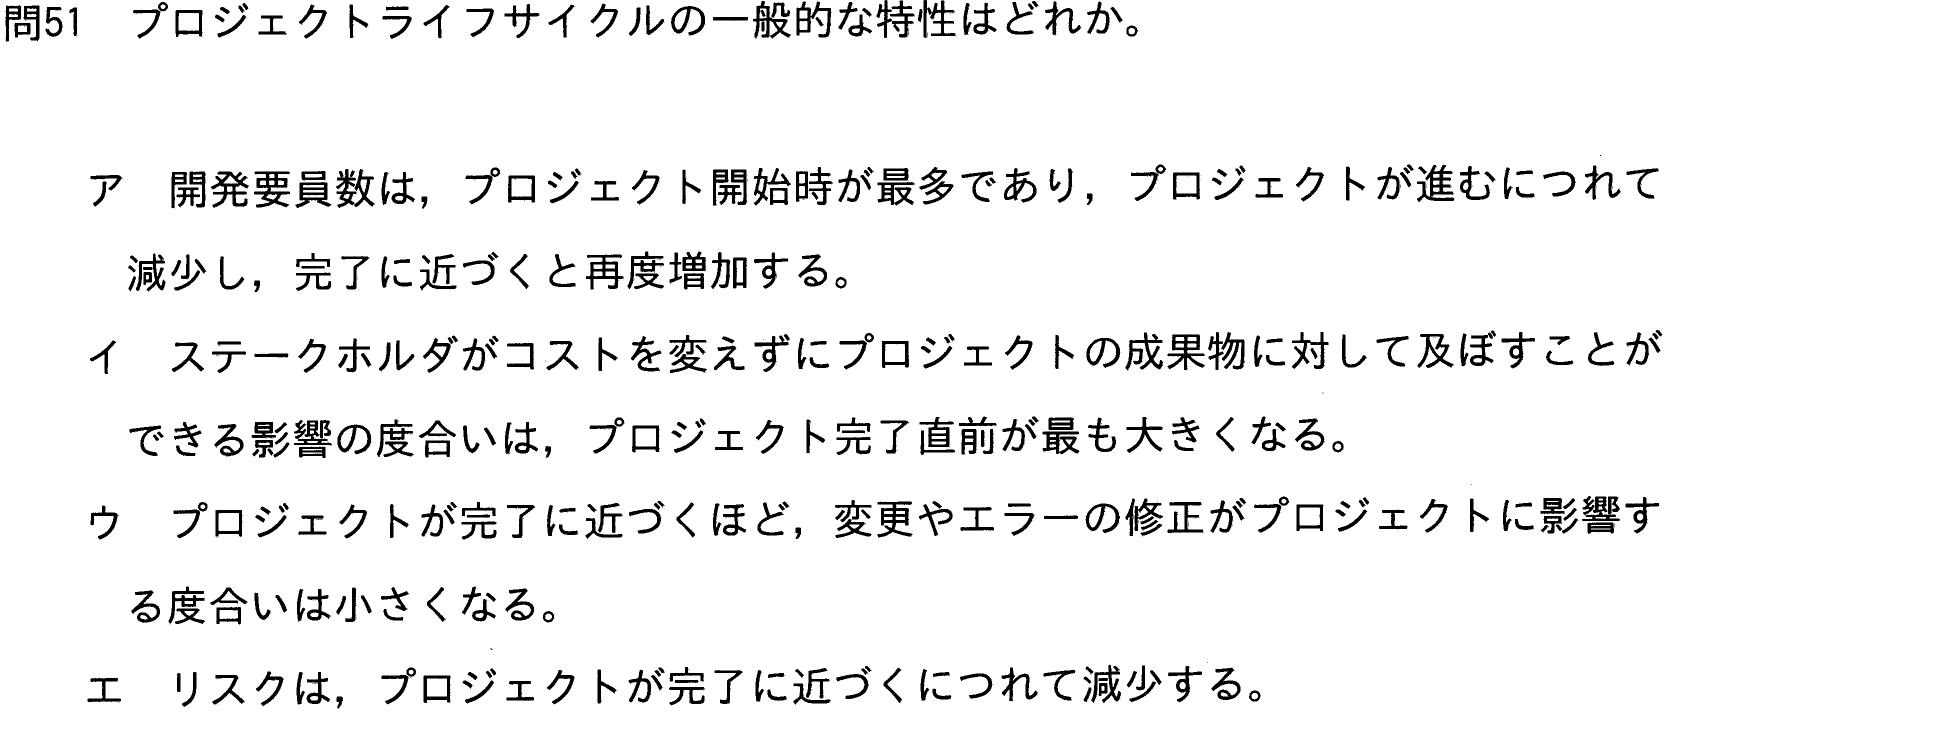 問51　プロジェクトライフサイクルの一般的な特性はどれか。
ア　開発要員数は，プロジェクト開始時が最多であり，プロジェクトが進むにつれて
減少し，完了に近づくと再度増加する。
イ　ステークホルダがコストを変えずにプロジェクトの成果物に対して及ぼすことが
できる影響の度合いは，プロジェクト完了直前が最も大きくなる。
ウ　プロジェクトが完了に近づくほど，変更やエラーの修正がプロジェクトに影響す
る度合いは小さくなる。
エ　リスクは，プロジェクトが完了に近づくにつれて減少する。